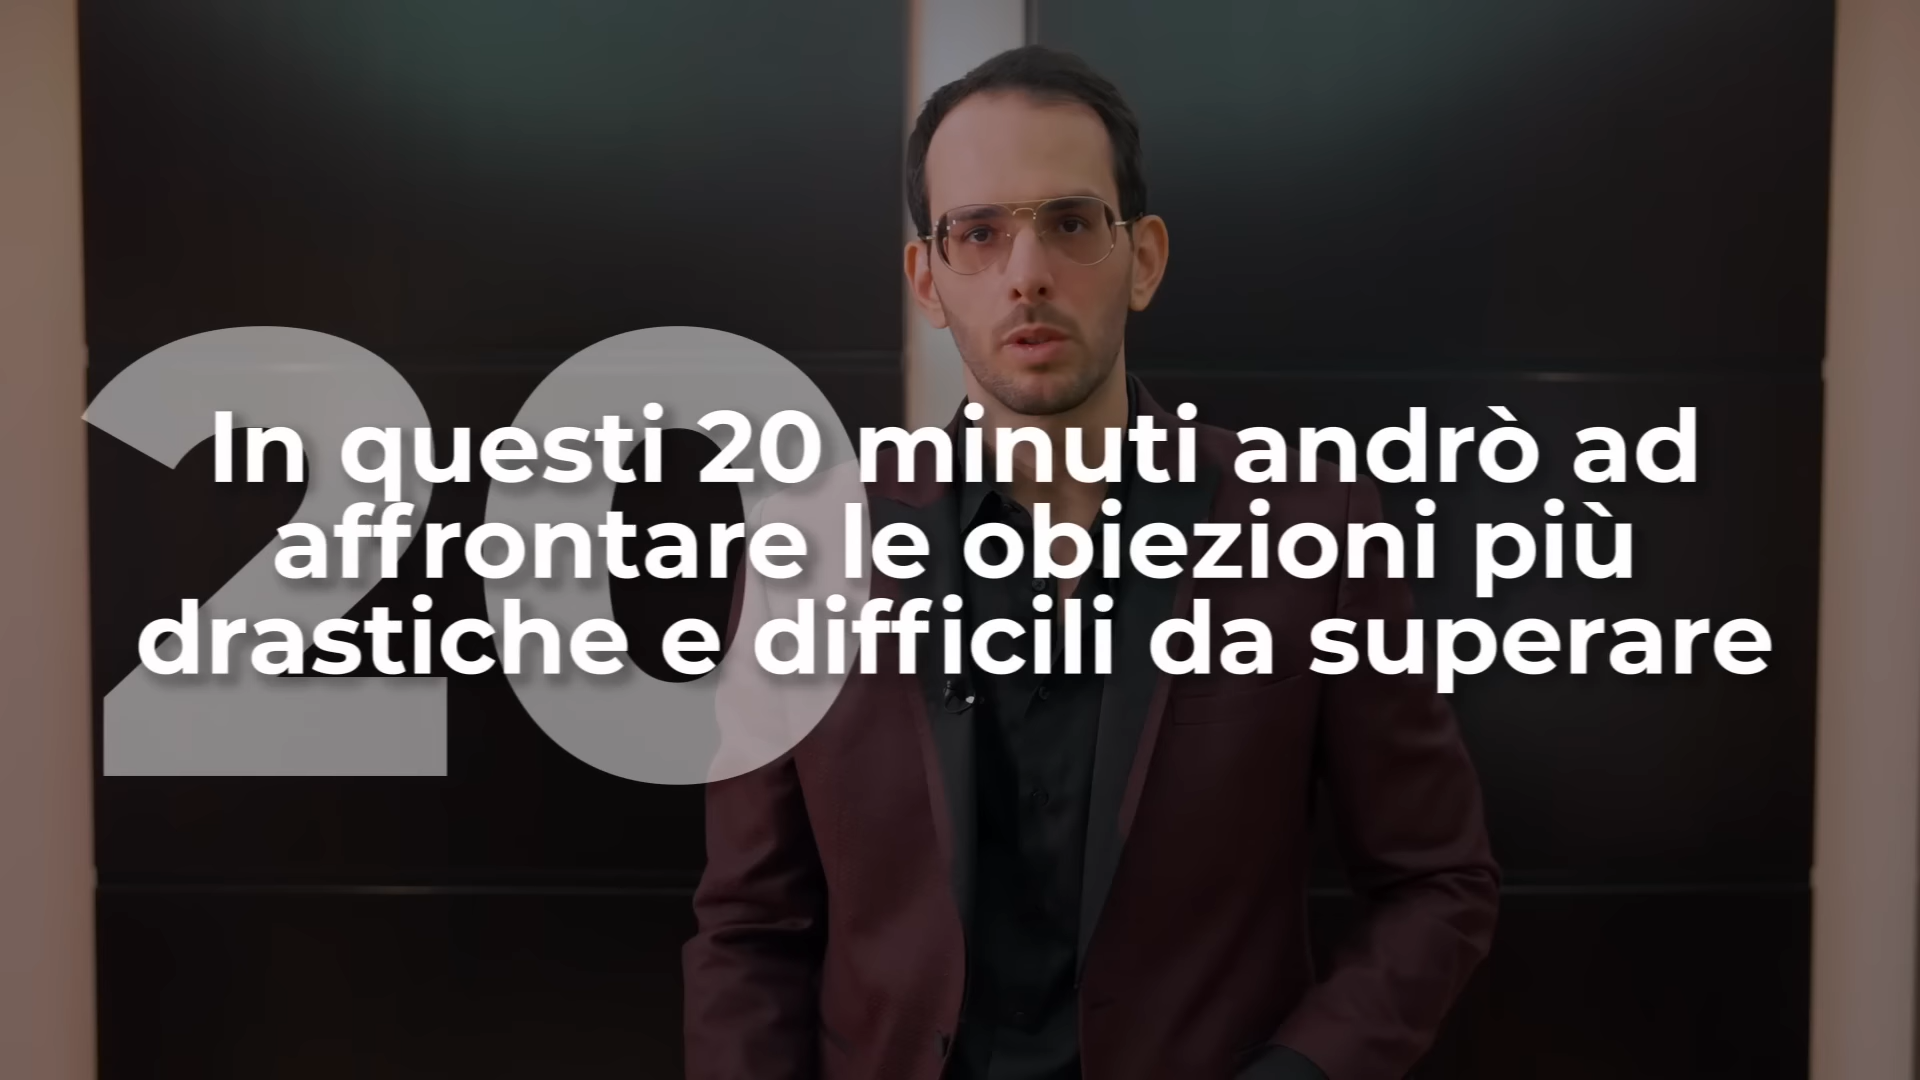 20
In questi 20 minuti andrò ad
affrontare le obiezioni più
drastiche e difficili da superare